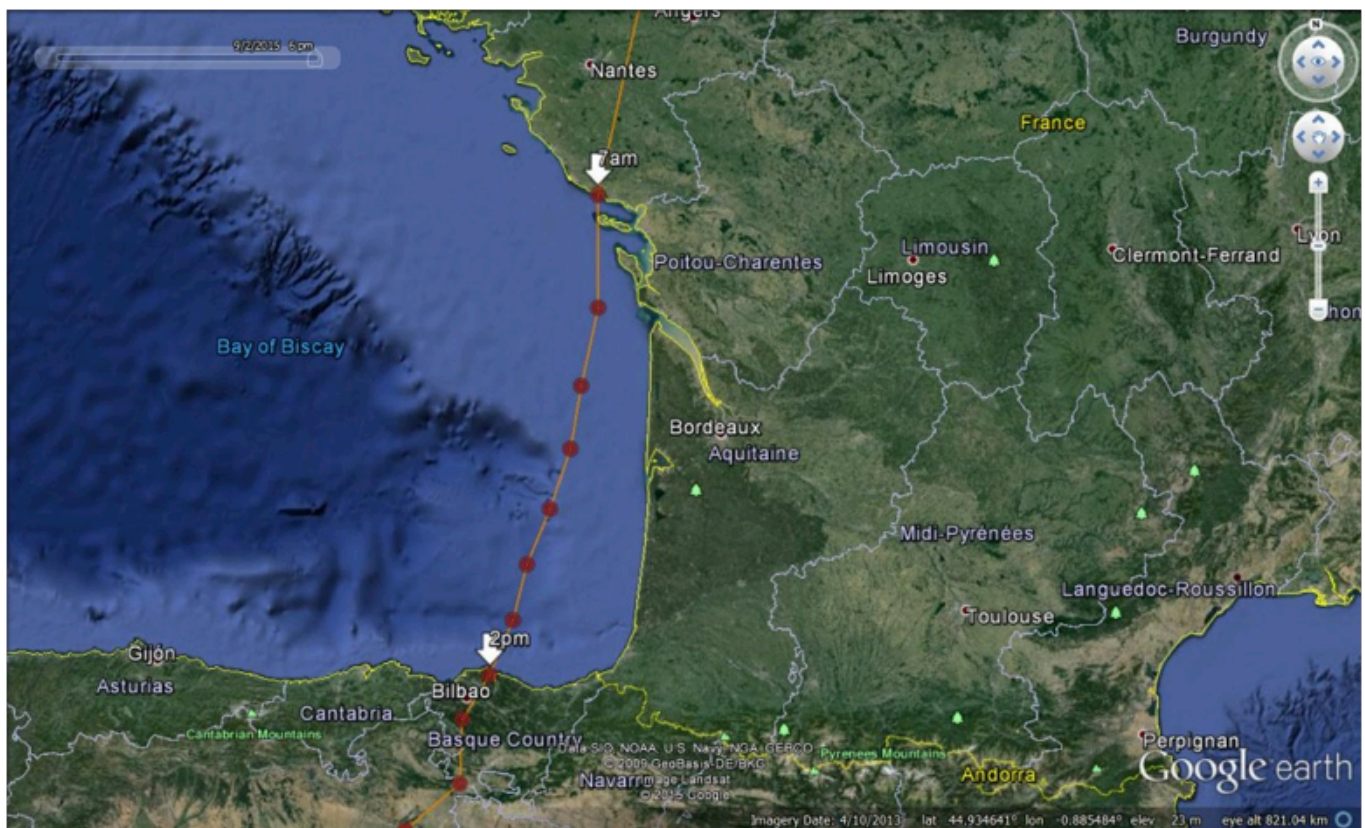 Angers
9/2/2015 6 pm
N
Burgundy
Nantes
France
7am
Lyon
Limousin
Clermont-Ferrand
Poitou-Charentes
Limoges
Bay of Biscay
Bordeaux
Aquitaine
Midi-Pyrénées
Languedoc-Roussillon
Toulouse
2pm
Gijón
Asturias
Bilbao
Cantabria
Cantabrian Mountains
Basque Country
Data SIO, NOAA, U.S. Navy, NGA, GEBCO
Pyrenees Mountains
Perpignan
© 2009 GeoBasis-DE/BKG
Image Landsat
Andorra
© 2015 Google
Google earth
Imagery Date: 4/10/2013 lat 44.934641° lon -0.885484° elev 23 m eye alt 821.04 km